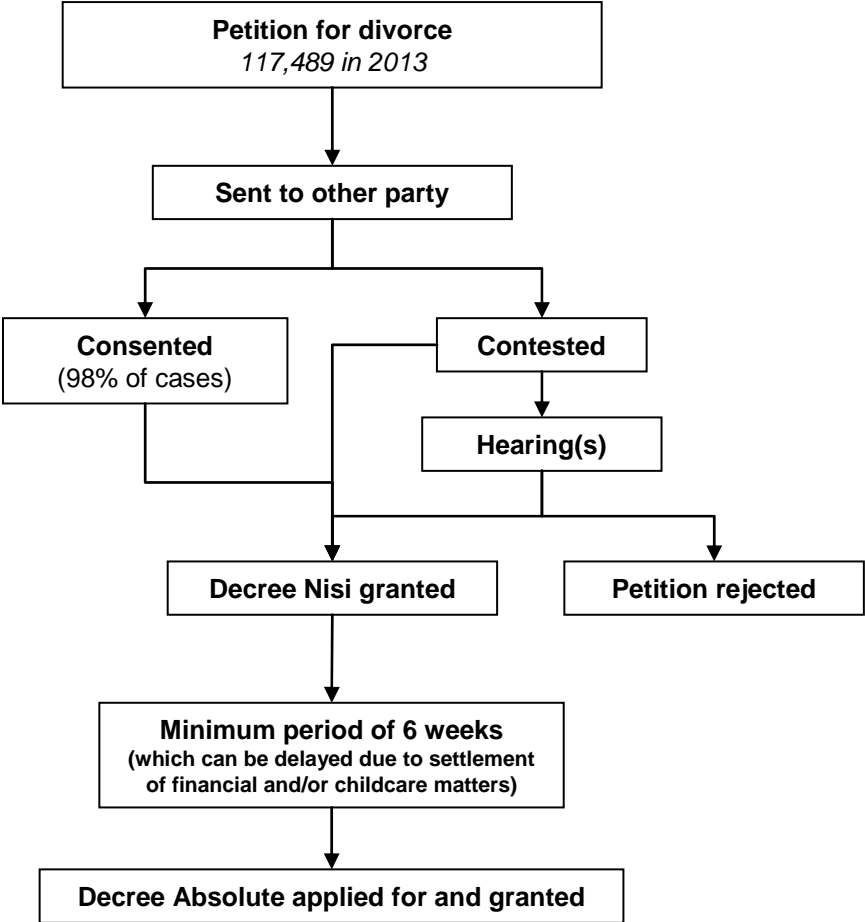 Petition for divorce
117,489 in 2013
Sent to other party
Consented
(98% of cases)
Contested
Hearing(s)
Decree Nisi granted
Petition rejected
Minimum period of 6 weeks
(which can be delayed due to settlement
of financial and/or childcare matters)
Decree Absolute applied for and granted